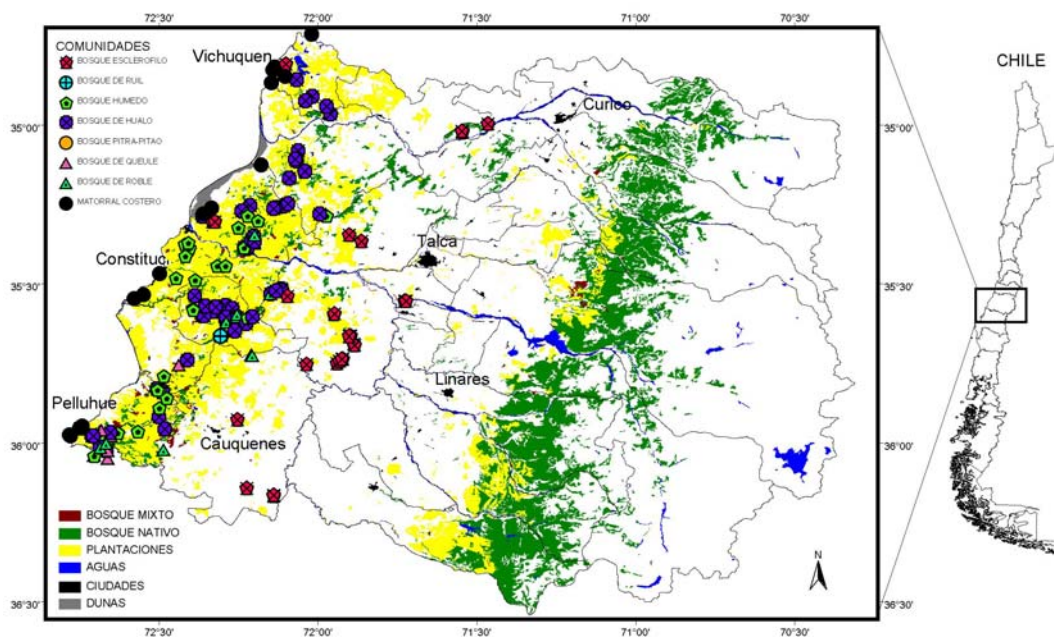 72°30' 72°00' 71°30' 71°00' 70°30'
COMUNIDADES
BOSQUE ESCLEROFILO
BOSQUE DE RUIL
BOSQUE HUMEDO
BOSQUE DE HUALO
BOSQUE PITRA-PITAO
BOSQUE DE QUEULE
BOSQUE DE ROBLE
MATORRAL COSTERO
Vichuquen
Curico
CHILE
35°00' 35°00'
Talca
Constituci
35°30' 35°30'
Linares
Pelluhue
Cauquenes
36°00' 36°00'
BOSQUE MIXTO
BOSQUE NATIVO
PLANTACIONES
AGUAS
CIUDADES
DUNAS
N
36°30' 36°30'
72°30' 72°00' 71°30' 71°00' 70°30'